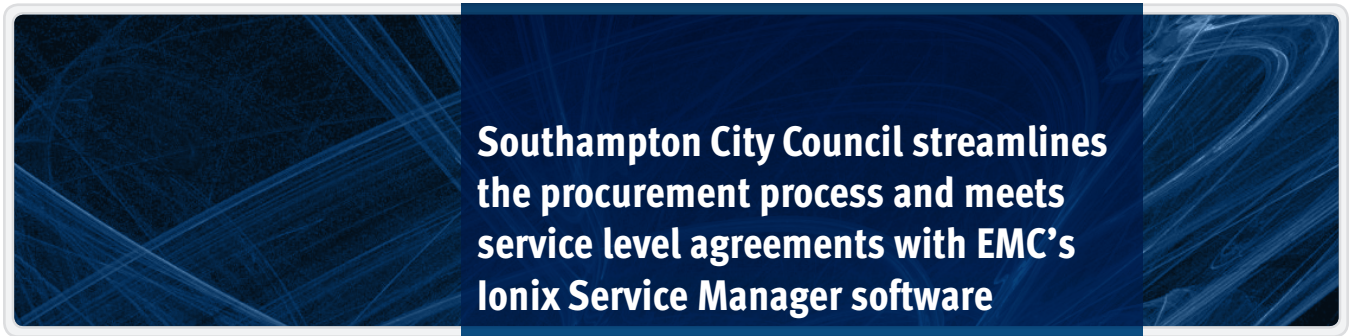 Southampton City Council streamlines
the procurement process and meets
service level agreements with EMC’s
Ionix Service Manager software